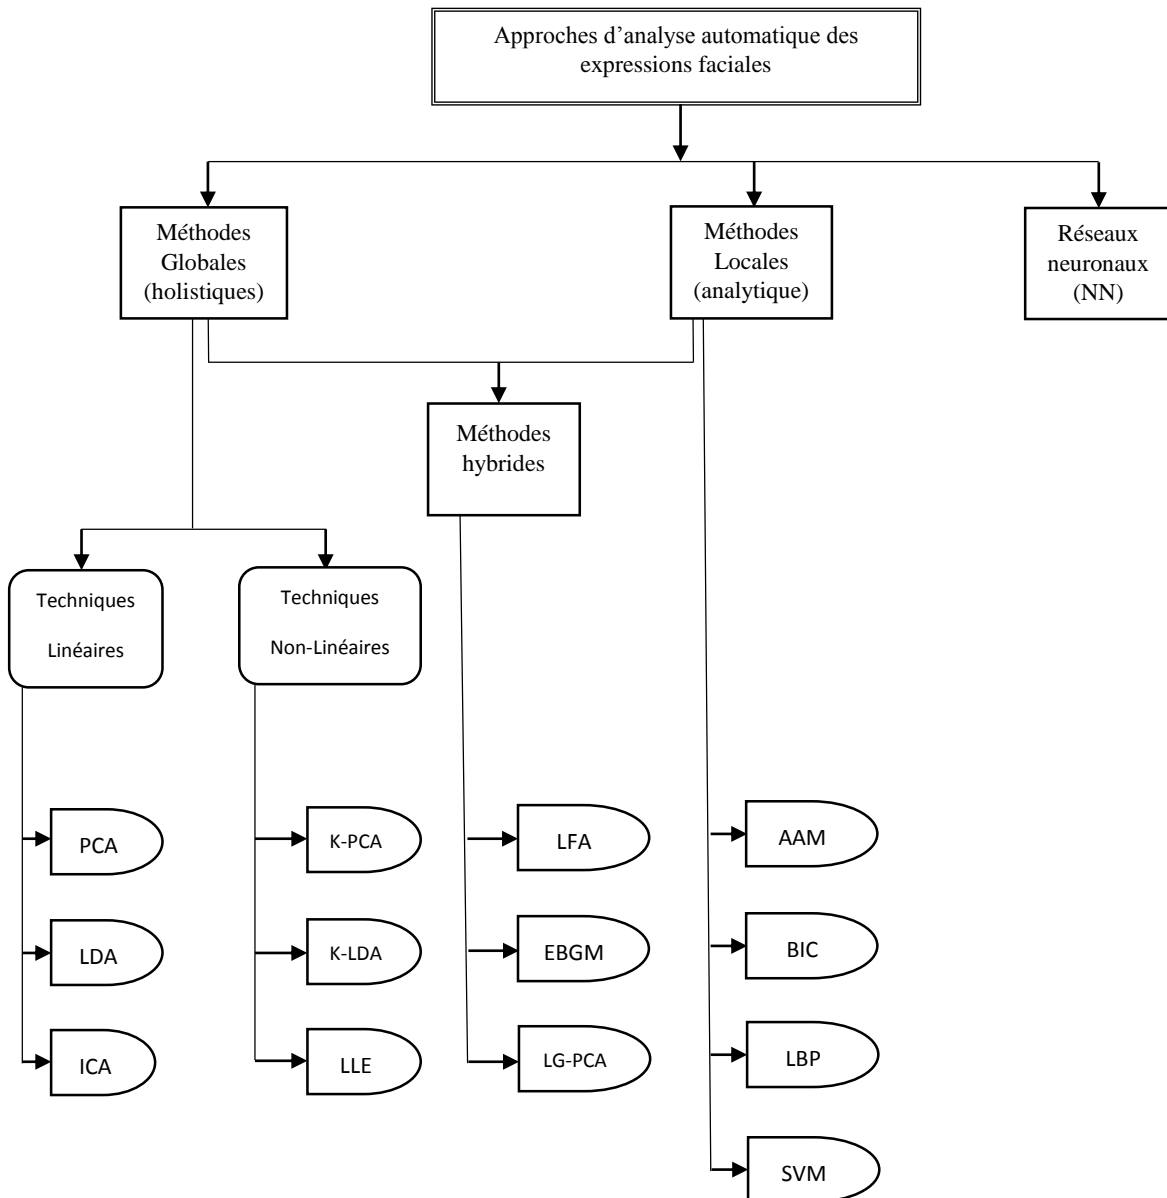 Approches d'analyse automatique des
expressions faciales
Méthodes
Globales
(holistiques)
Méthodes
Locales
(analytique)
Réseaux
neuronaux
(NN)
Méthodes
hybrides
Techniques
Linéaires
Techniques
Non-Linéaires
PCA
K-PCA
LFA
AAM
LDA
K-LDA
EBGM
BIC
ICA
LLE
LG-PCA
LBP
SVM